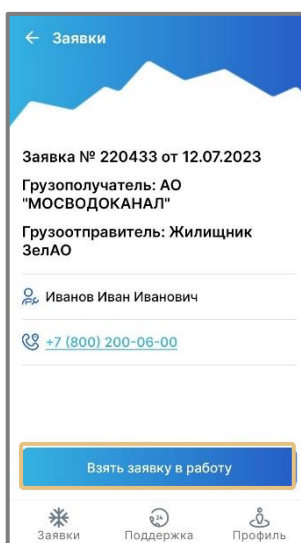 ← Заявки
Заявка № 220433 от 12.07.2023
Грузополучатель: АО
"МОСВОДОКАНАЛ"
Грузоотправитель: Жилищник
ЗелАО
Иванов Иван Иванович
+7 (800) 200-06-00
Взять заявку в работу
24
Заявки Поддержка Профиль